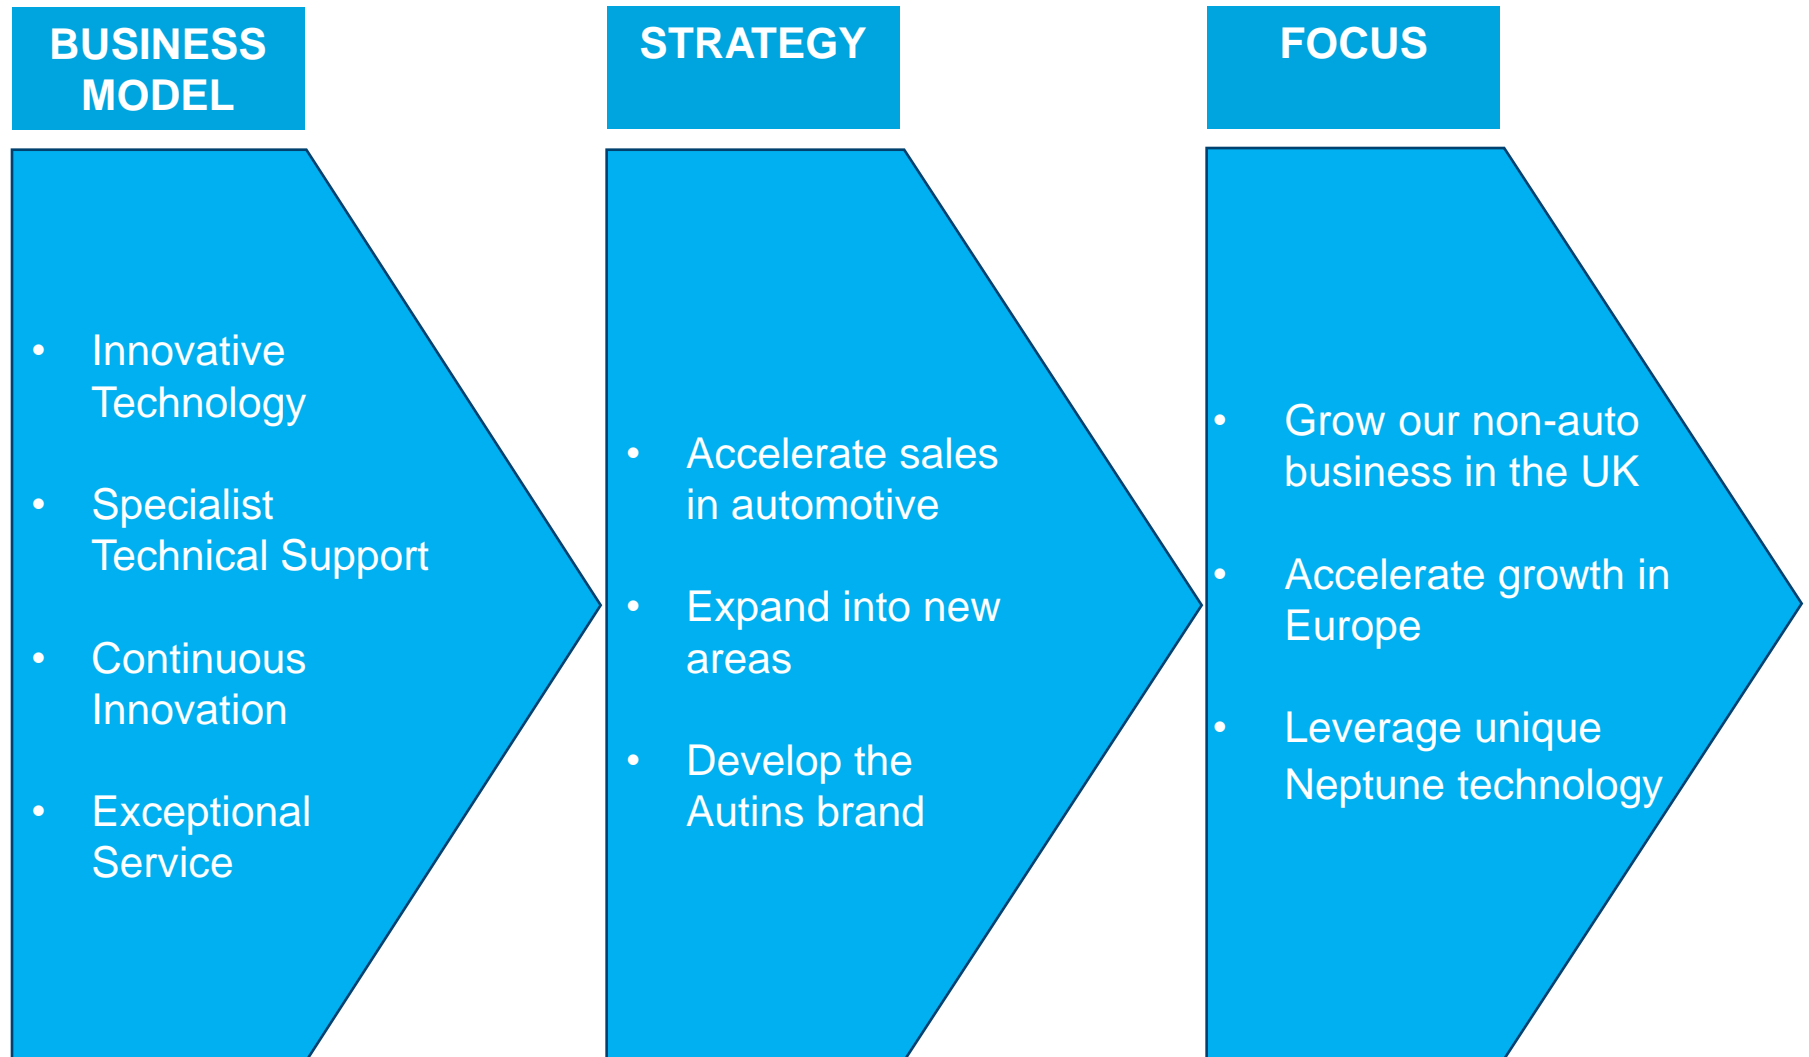 BUSINESS
MODEL
• Innovative
Technology
• Specialist
Technical Support
• Continuous
Innovation
• Exceptional
Service
STRATEGY
• Accelerate sales
in automotive
• Expand into new
areas
• Develop the
Autins brand
FOCUS
• Grow our non-auto
business in the UK
• Accelerate growth in
Europe
• Leverage unique
Neptune technology